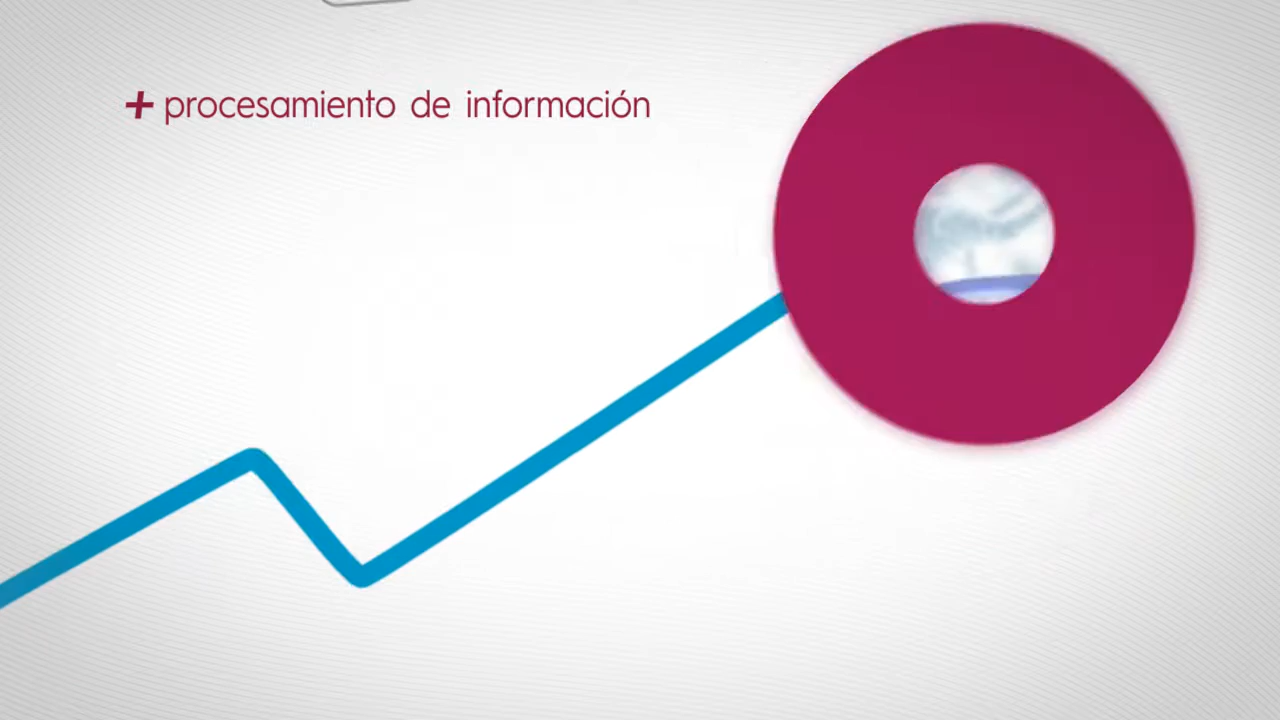 + procesamiento de información